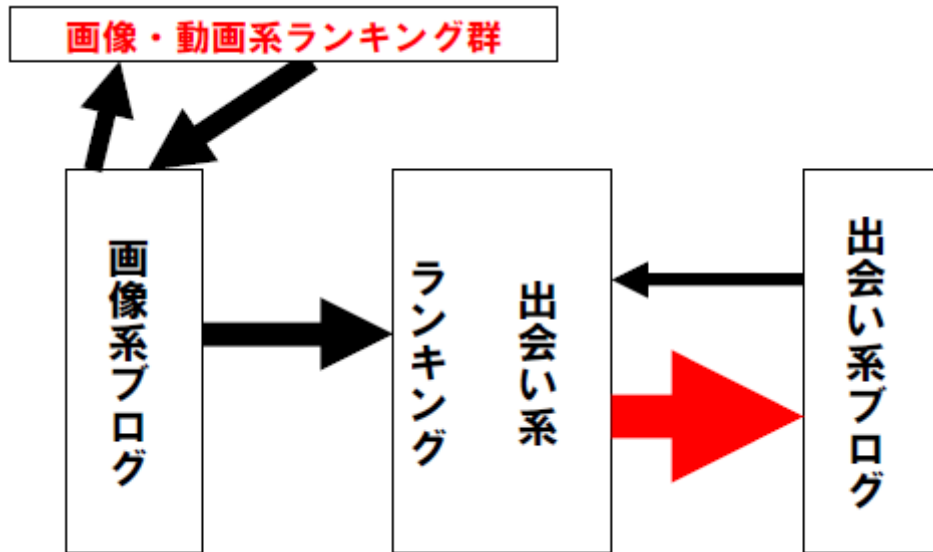 画像・動画系ランキング群
画像系ブログ
出会い系
ランキング
出会い系ブログ